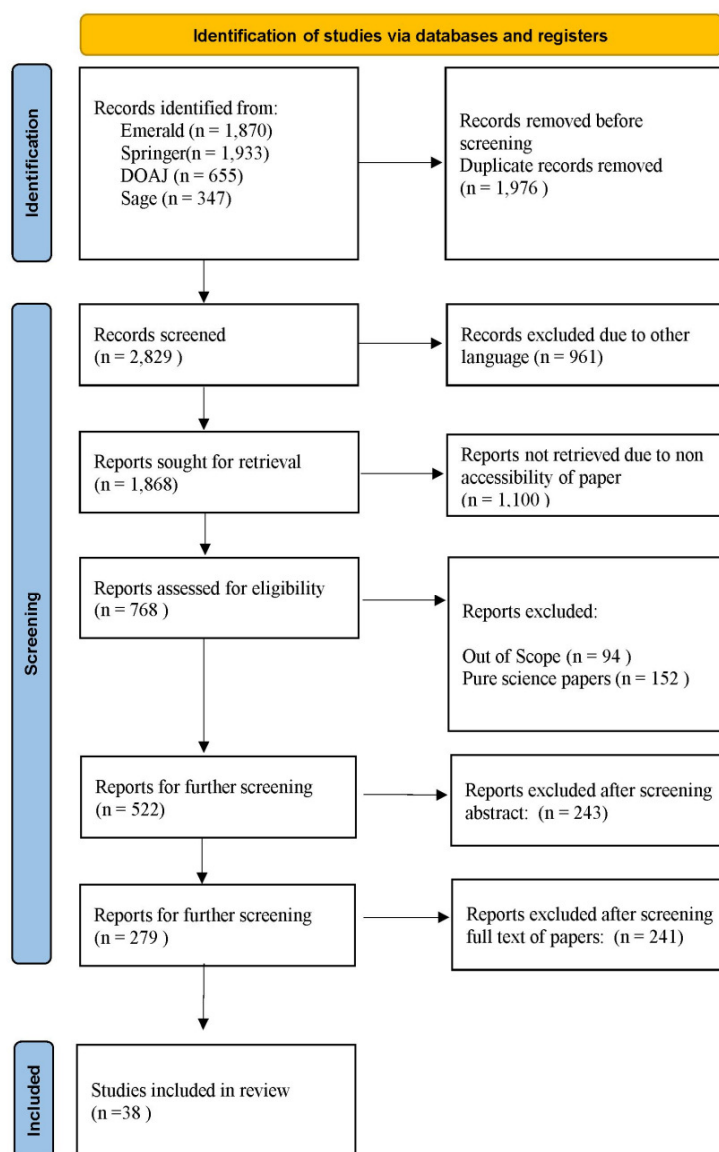 Identification of studies via databases and registers
Identification
Records identified from:
Emerald (n = 1,870)
Springer(n = 1,933)
DOAJ (n = 655)
Sage (n = 347)
Records removed before
screening
Duplicate records removed
(n = 1,976 )
Screening
Records screened
(n = 2,829 )
Records excluded due to other
language (n = 961)
Reports sought for retrieval
(n = 1,868)
Reports not retrieved due to non
accessibility of paper
(n = 1,100 )
Reports assessed for eligibility
(n = 768 )
Reports excluded:
Out of Scope (n = 94 )
Pure science papers (n = 152 )
Reports for further screening
(n = 522)
Reports excluded after screening
abstract: (n = 243)
Reports for further screening
(n = 279 )
Reports excluded after screening
full text of papers: (n = 241)
Included
Studies included in review
(n =38 )